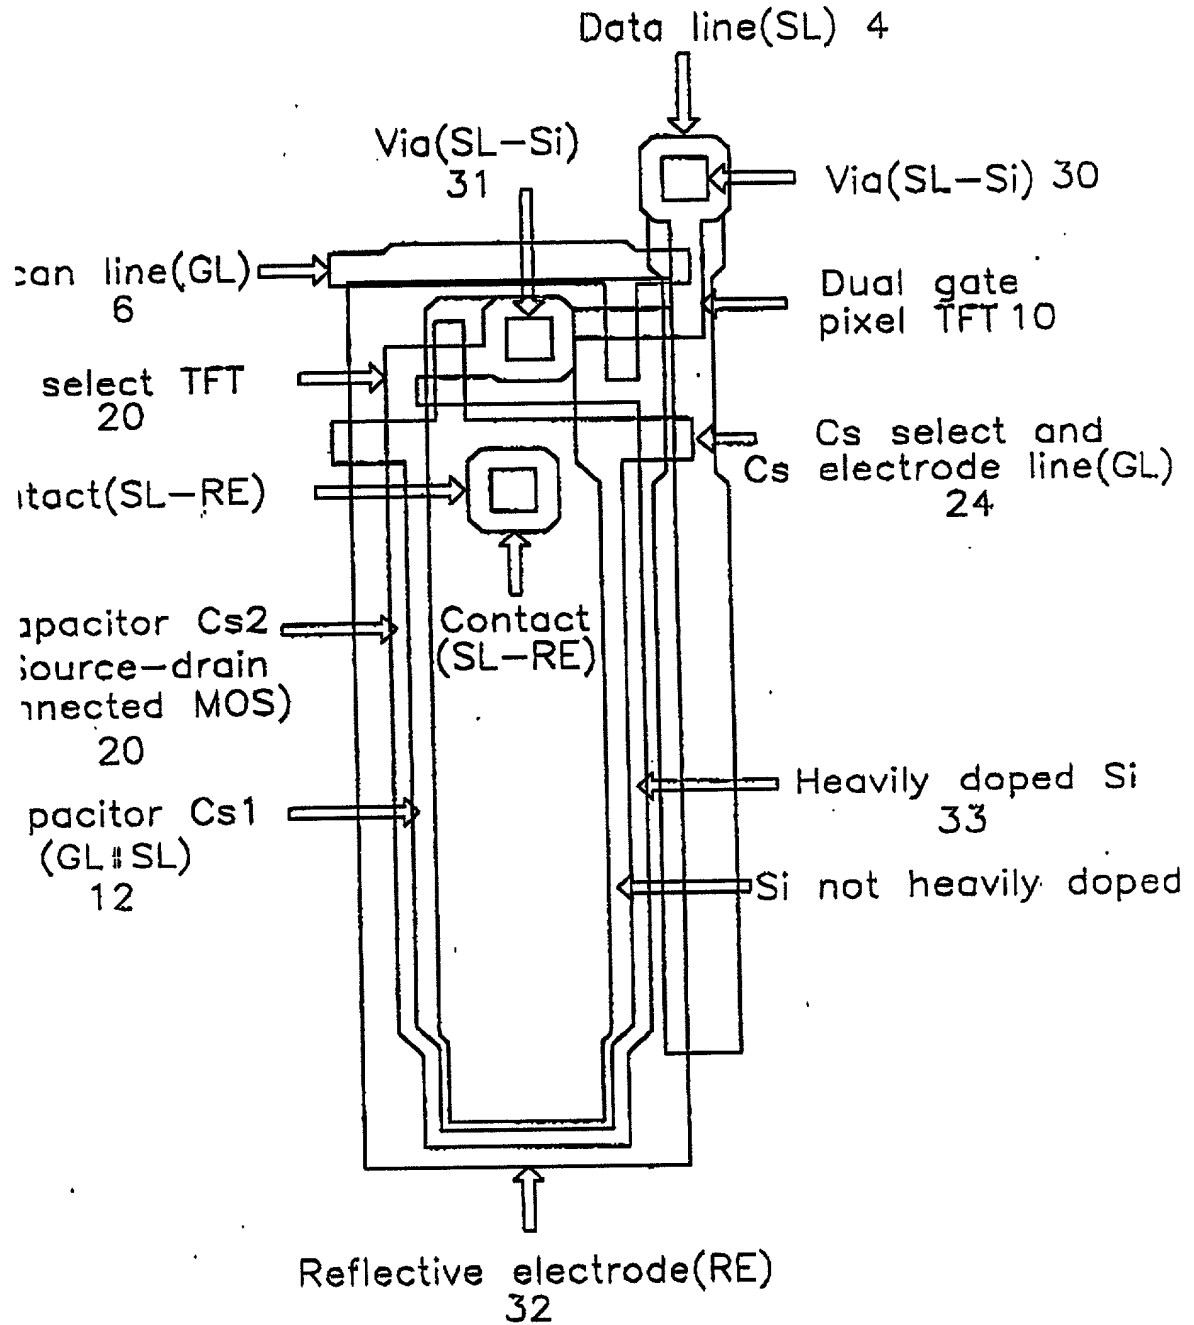 Data line(SL) 4
Via(SL-Si)
31
Via(SL-Si) 30
can line(GL)
6
Dual gate
pixel TFT 10
select TFT
20
Cs select and
Cs electrode line(GL)
24
ntact(SL-RE)
Contact
(SL-RE)
apacitor Cs2
Source-drain
nnected MOS)
20
Heavily doped Si
33
pacitor Cs1
(GL SL)
12
Si not heavily doped
Reflective electrode(RE)
32